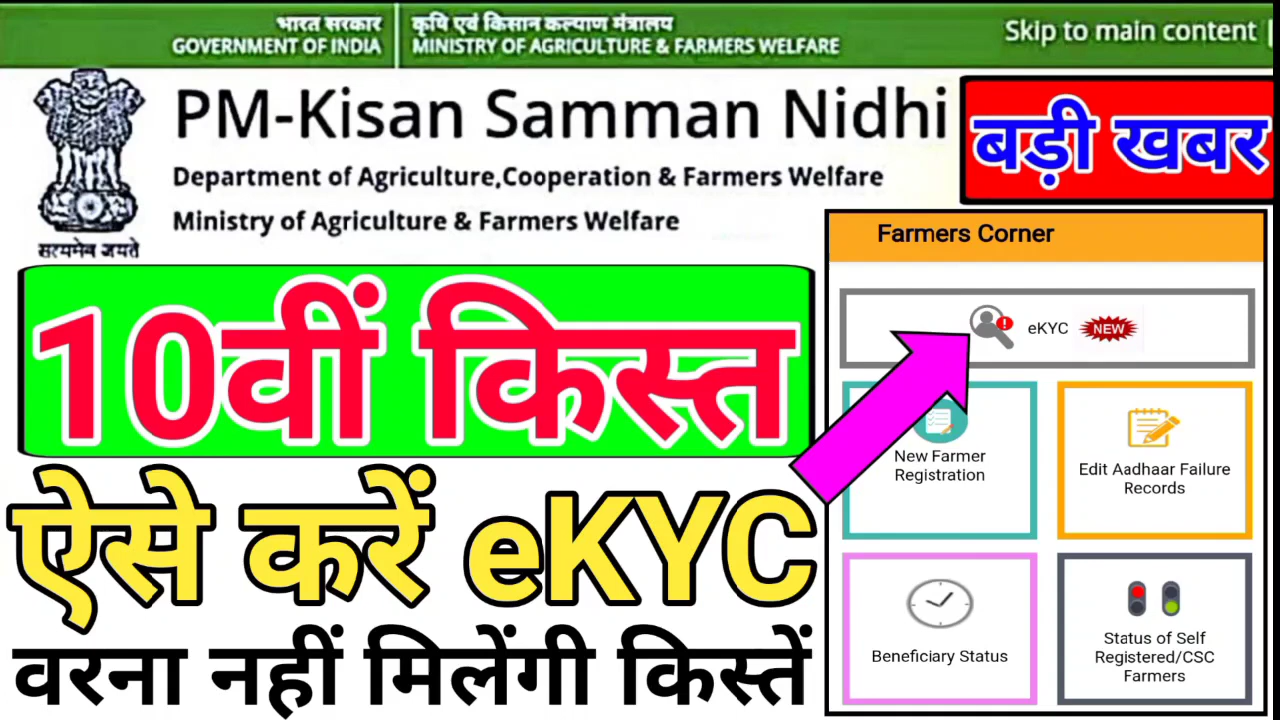 भारत सरकार
GOVERNMENT OF INDIA
कृषि एवं किसान कल्याण मंत्रालय
MINISTRY OF AGRICULTURE & FARMERS WELFARE
Skip to main content |
PM-Kisan Samman Nidhi
Department of Agriculture,Cooperation & Farmers Welfare
Ministry of Agriculture & Farmers Welfare
सत्यमेव जयते
बड़ी खबर
10वीं किस्त
ऐसे करें eKYC
वरना नहीं मिलेंगी किस्तें
Farmers Corner
eKYC NEW
New Farmer
Registration
Edit Aadhaar Failure
Records
Beneficiary Status
Status of Self
Registered/CSC
Farmers